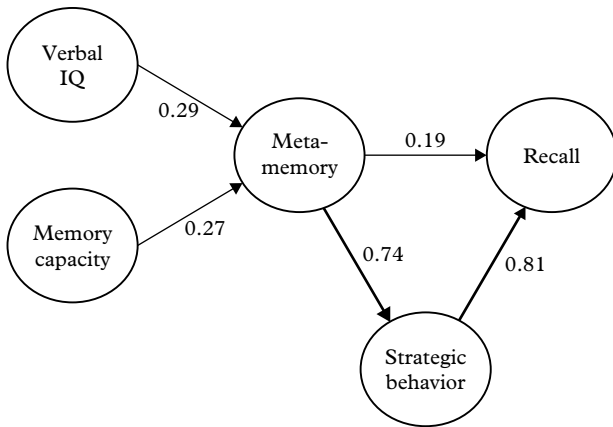 Verbal
IQ
0.29
Meta-
memory
0.19
Recall
Memory
capacity
0.27
0.74
0.81
Strategic
behavior